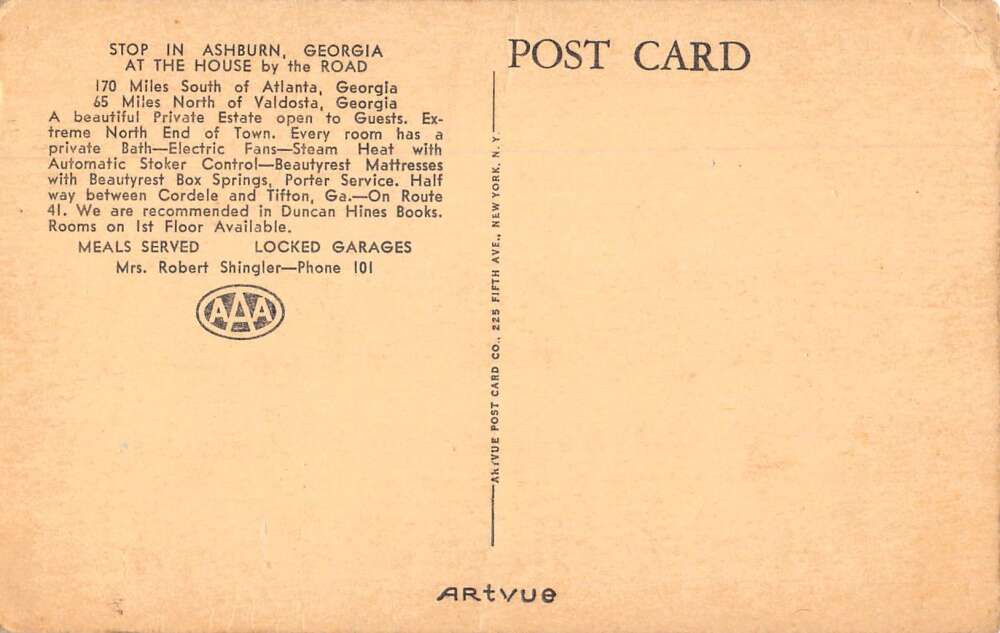 STOP IN ASHBURN, GEORGIA
AT THE HOUSE by the ROAD
170 Miles South of Atlanta, Georgia
65 Miles North of Valdosta, Georgia
A beautiful Private Estate open to Guests. Ex-
treme North End of Town. Every room has a
private Bath—Electric Fans—Steam Heat with
Automatic Stoker Control—Beautyrest Mattresses
with Beautyrest Box Springs, Porter Service. Half
way between Cordele and Tifton, Ga.—On Route
41. We are recommended in Duncan Hines Books.
Rooms on 1st Floor Available.
MEALS SERVED LOCKED GARAGES
Mrs. Robert Shingler—Phone 101
AAA
POST CARD
ARTVUE POST CARD CO., 225 FIFTH AVE., NEW YORK, N. Y.
ARtvue